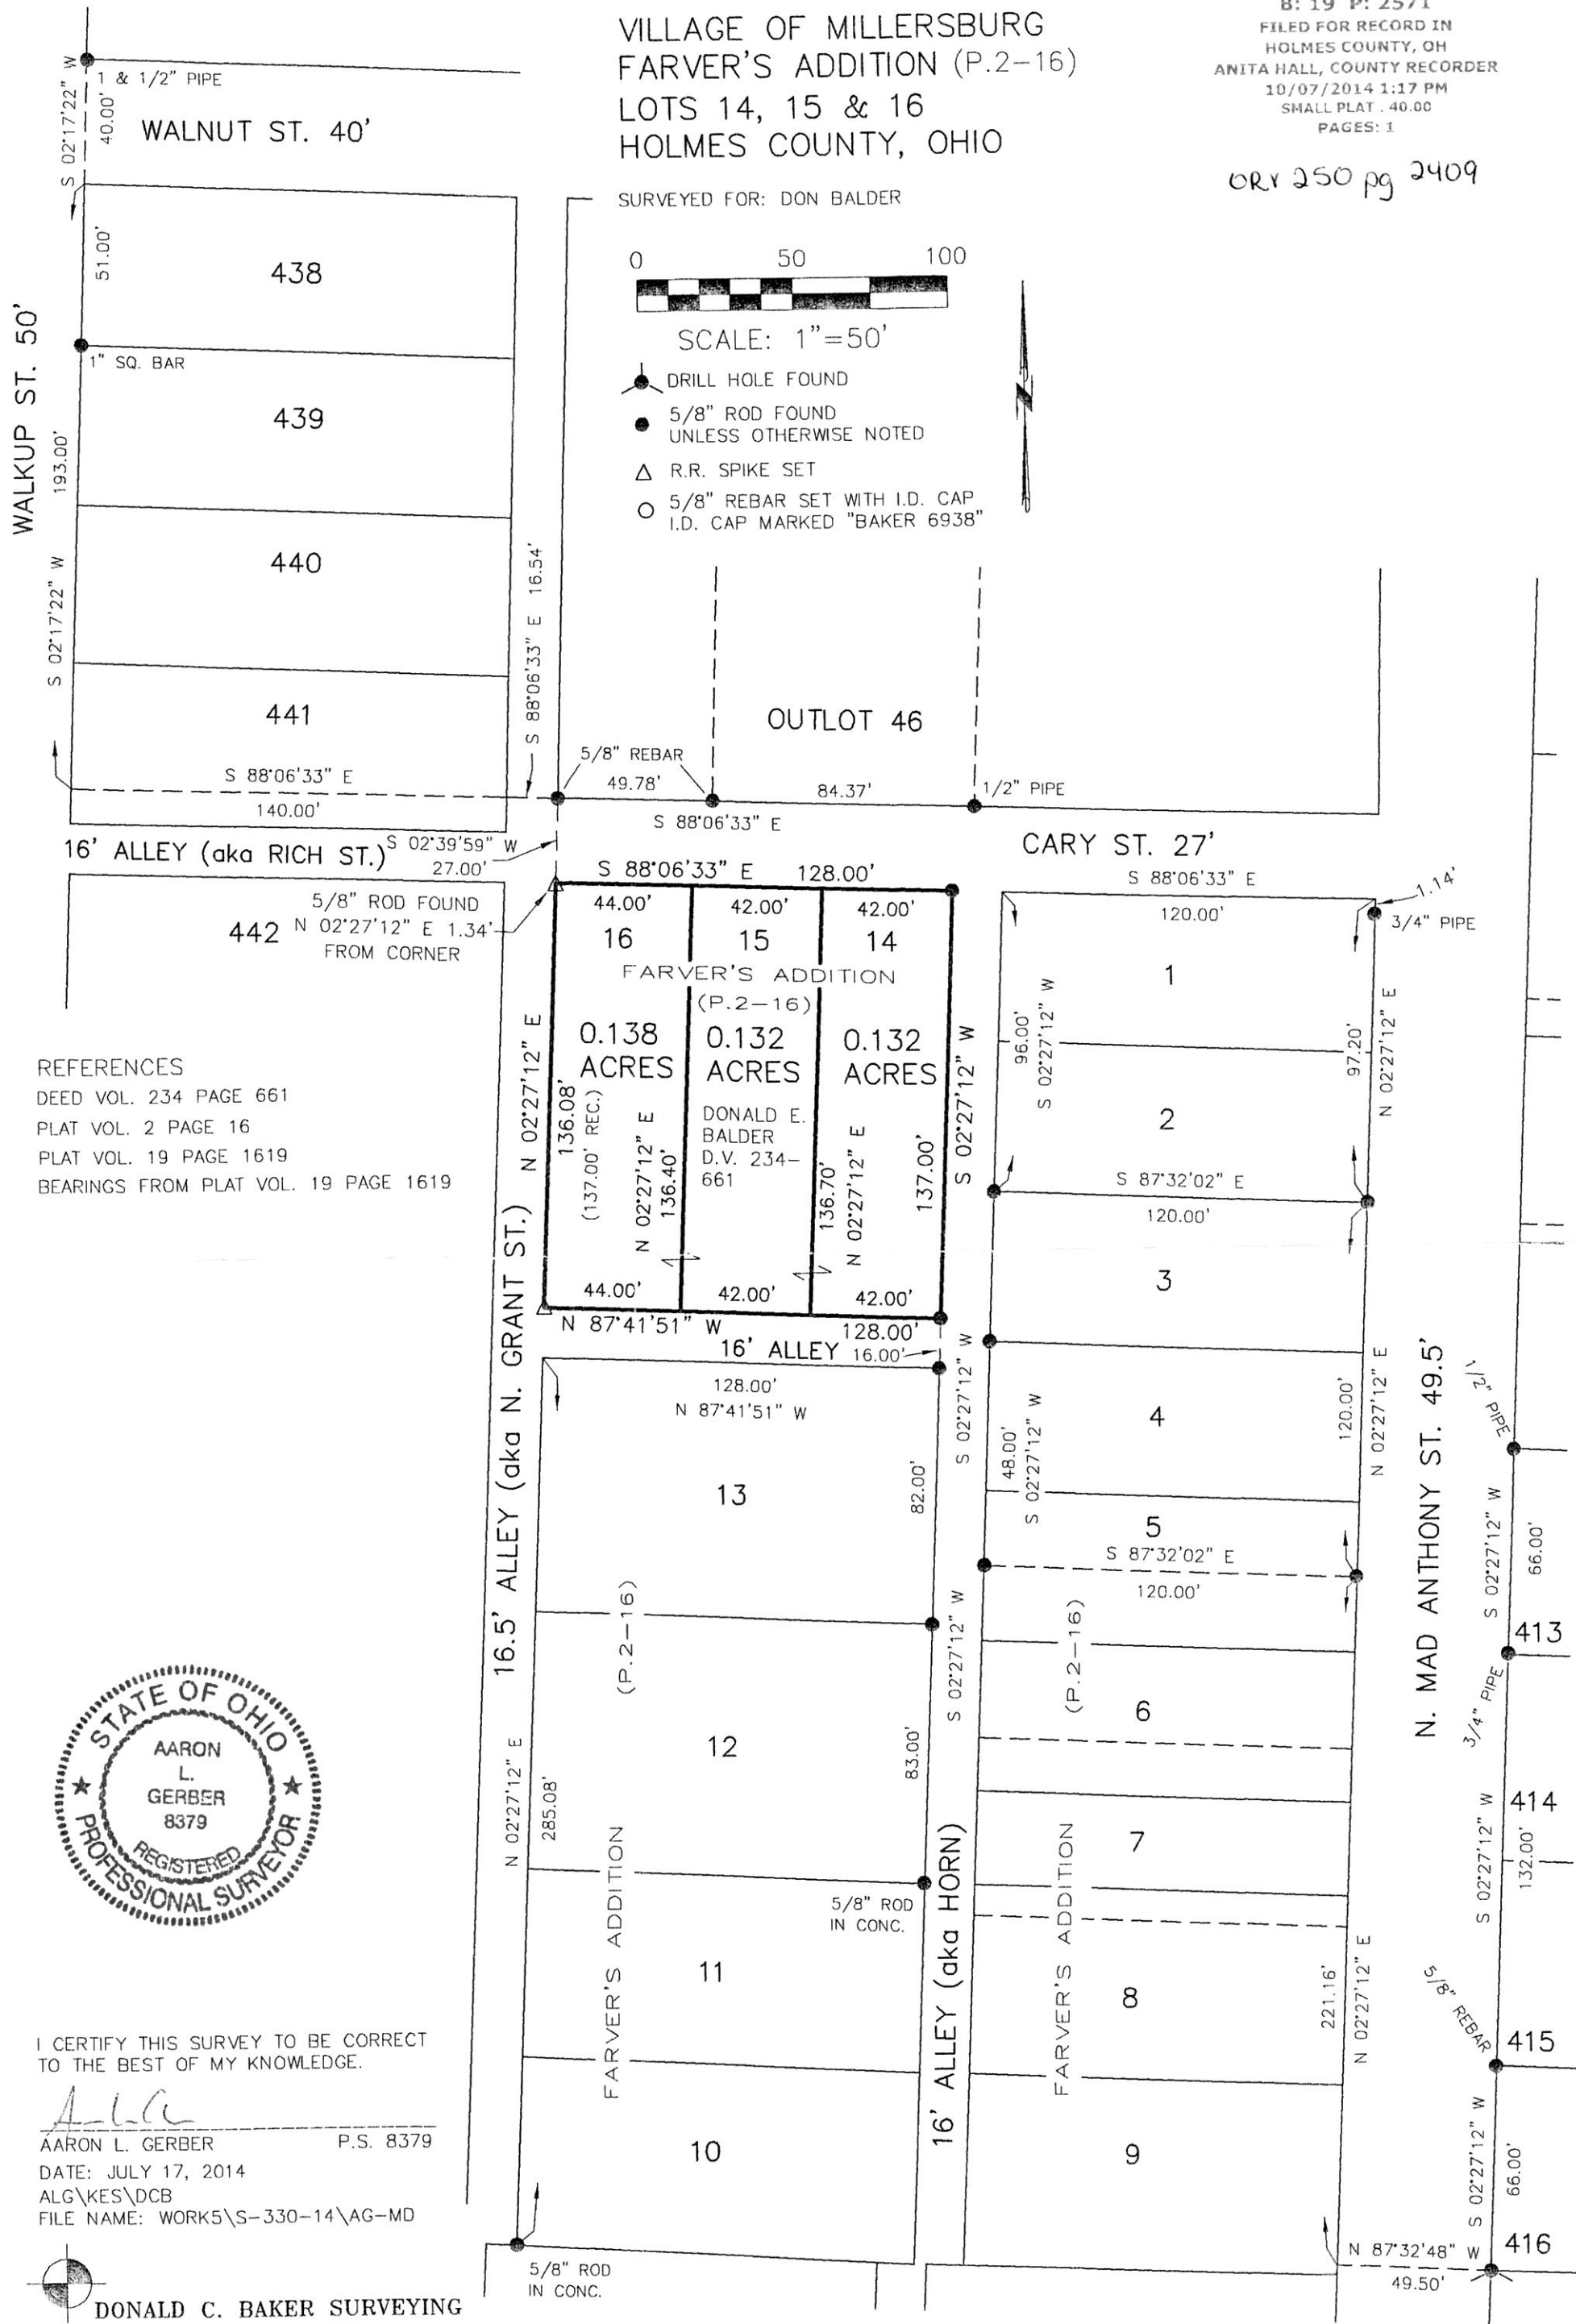 VILLAGE OF MILLERSBURG
FARVER'S ADDITION (P.2-16)
LOTS 14, 15 & 16
HOLMES COUNTY, OHIO
SURVEYED FOR: DON BALDER
B: 19 P: 2571
FILED FOR RECORD IN
HOLMES COUNTY, OH
ANITA HALL, COUNTY RECORDER
10/07/2014 1:17 PM
SMALL PLAT . 40.00
PAGES: 1
ORV 250 pg 2409
0 50 100
SCALE: 1"=50'
DRILL HOLE FOUND
5/8" ROD FOUND
UNLESS OTHERWISE NOTED
R.R. SPIKE SET
5/8" REBAR SET WITH I.D. CAP
I.D. CAP MARKED "BAKER 6938"
S 02°17'22" W
40.00'
1 & 1/2" PIPE
WALNUT ST. 40'
51.00'
438
1" SQ. BAR
WALKUP ST. 50'
193.00'
439
S 02°17'22" W
440
441
S 88°06'33" E 16.54'
S 88°06'33" E
140.00'
16' ALLEY (aka RICH ST.)
S 02°39'59" W
27.00'
5/8" REBAR
49.78'
84.37'
1/2" PIPE
S 88°06'33" E
OUTLOT 46
CARY ST. 27'
442
5/8" ROD FOUND
N 02°27'12" E 1.34'
FROM CORNER
S 88°06'33" E 128.00'
44.00' 42.00' 42.00'
16 15 14
FARVER'S ADDITION
(P.2-16)
0.138
ACRES
0.132
ACRES
0.132
ACRES
DONALD E.
BALDER
D.V. 234-
661
N 02°27'12" E
136.08'
(137.00' REC.)
N 02°27'12" E
136.40'
136.70'
N 02°27'12" E
137.00'
S 02°27'12" W
44.00' 42.00' 42.00'
N 87°41'51" W
128.00'
16' ALLEY
16.00'
128.00'
N 87°41'51" W
S 88°06'33" E
120.00'
1.14'
3/4" PIPE
1
96.00'
S 02°27'12" W
97.20'
N 02°27'12" E
2
S 87°32'02" E
120.00'
3
S 02°27'12" W
48.00'
S 02°27'12" W
4
120.00'
N 02°27'12" E
5
S 87°32'02" E
120.00'
(P.2-16)
6
7
8
9
FARVER'S ADDITION
221.16'
N 02°27'12" E
N 87°32'48" W
49.50'
13
82.00'
12
83.00'
S 02°27'12" W
(P.2-16)
FARVER'S ADDITION
5/8" ROD
IN CONC.
11
10
16.5' ALLEY (aka N. GRANT ST.)
N 02°27'12" E
285.08'
5/8" ROD
IN CONC.
16' ALLEY (aka HORN)
N. MAD ANTHONY ST. 49.5'
1/2" PIPE
S 02°27'12" W
66.00'
413
3/4" PIPE
414
S 02°27'12" W
132.00'
5/8" REBAR
415
S 02°27'12" W
66.00'
416
REFERENCES
DEED VOL. 234 PAGE 661
PLAT VOL. 2 PAGE 16
PLAT VOL. 19 PAGE 1619
BEARINGS FROM PLAT VOL. 19 PAGE 1619
STATE OF OHIO
AARON
L.
GERBER
8379
REGISTERED
PROFESSIONAL SURVEYOR
I CERTIFY THIS SURVEY TO BE CORRECT
TO THE BEST OF MY KNOWLEDGE.
AARON L. GERBER P.S. 8379
DATE: JULY 17, 2014
ALG\KES\DCB
FILE NAME: WORK5\S-330-14\AG-MD
DONALD C. BAKER SURVEYING